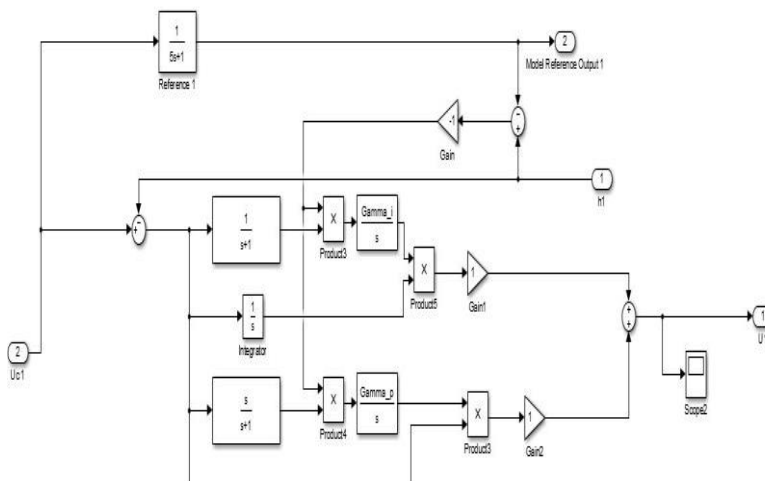 1
5s+1
Reference 1
2
Model Reference Output 1
-
+
-1
Gain
1
h1
+
-
1
s+1
X
Product3
Gamma_i
s
X
Product5
1
Gain1
1
s
Integrator
2
Uc1
+
+
1
s
s+1
X
Product4
Gamma_p
s
X
Product3
1
Gain2
Scope2